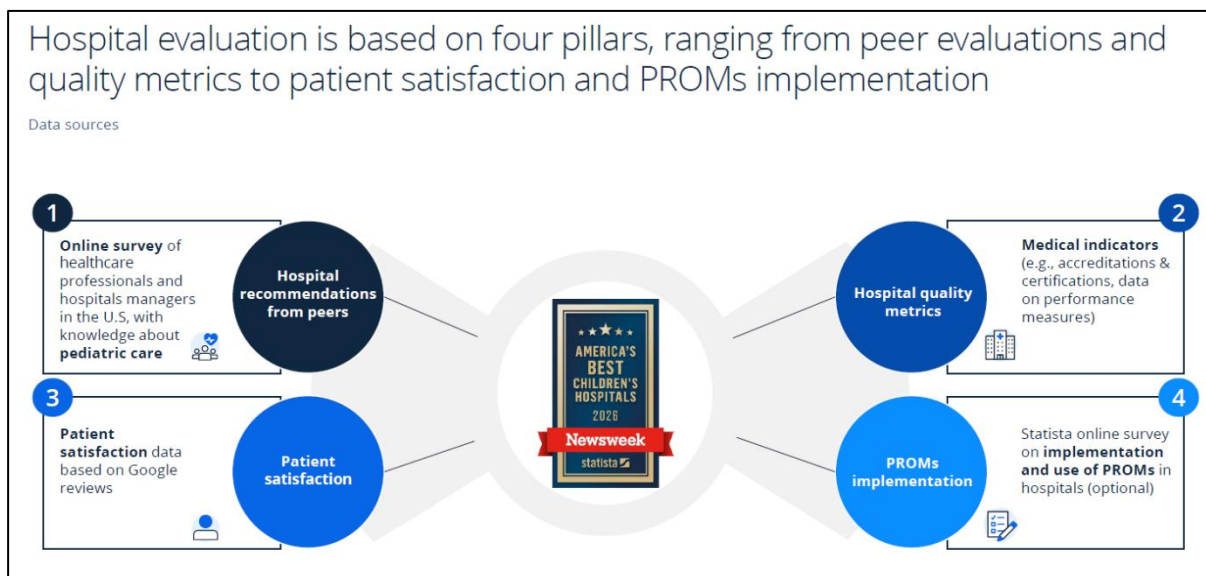 Hospital evaluation is based on four pillars, ranging from peer evaluations and
quality metrics to patient satisfaction and PROMs implementation
Data sources
1
Online survey of
healthcare
professionals and
hospitals managers
in the U.S, with
knowledge about
pediatric care
Hospital
recommendations
from peers
2
Hospital quality
metrics
Medical indicators
(e.g., accreditations &
certifications, data
on performance
measures)
AMERICA'S
BEST
CHILDREN'S
HOSPITALS
2026
Newsweek
statista
3
Patient
satisfaction data
based on Google
reviews
Patient
satisfaction
4
PROMs
implementation
Statista online survey
on implementation
and use of PROMs in
hospitals (optional)